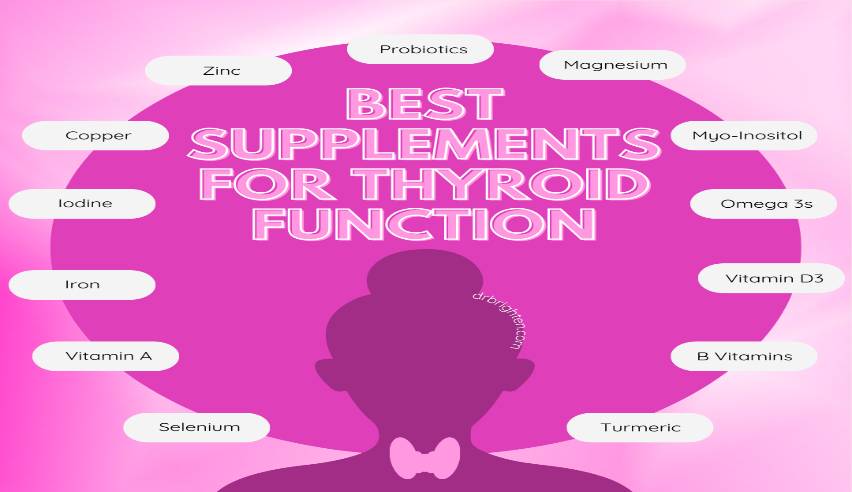 Probiotics
Zinc
Magnesium
BEST
SUPPLEMENTS
FOR THYROID
FUNCTION
Copper
Myo-Inositol
Iodine
Omega 3s
Iron
Vitamin D3
drbrighten.com
Vitamin A
B Vitamins
Selenium
Turmeric